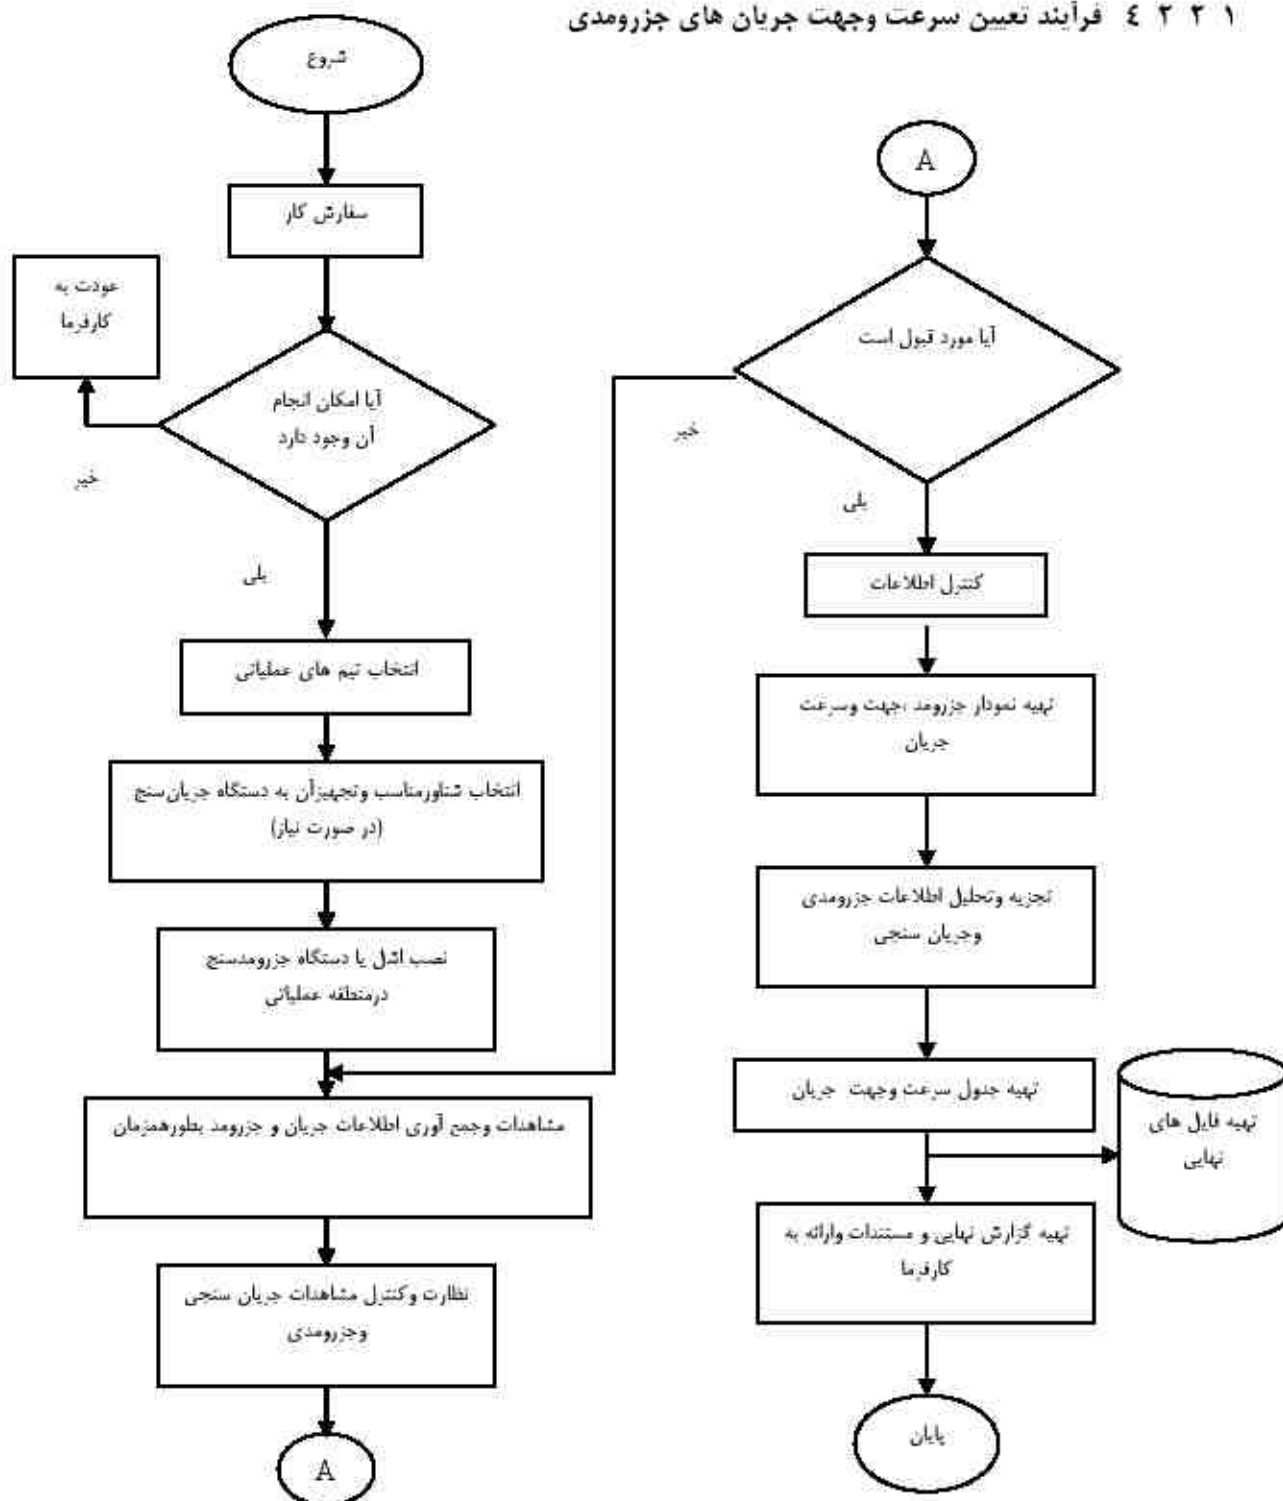 ۱ ۲ ۲ ٤ فرآیند تعیین سرعت وجهت جریان های جزرومدی
شروع
سفارش کار
عودت به
کارفرما
آیا امکان انجام
آن وجود دارد
خیر
بلی
انتخاب تیم های عملیاتی
انتخاب شناورمناسب وتجهیزآن به دستگاه جریان‌سنج
(در صورت نیاز)
نصب اشل یا دستگاه جزرومدسنج
درمنطقه عملیاتی
مشاهدات وجمع آوری اطلاعات جریان و جزرومد بطورهمزمان
نظارت وکنترل مشاهدات جریان سنجی
وجزرومدی
A
A
آیا مورد قبول است
خیر
بلی
کنترل اطلاعات
تهیه نمودار جزرومد ،جهت وسرعت
جریان
تجزیه وتحلیل اطلاعات جزرومدی
وجریان سنجی
تهیه جدول سرعت وجهت جریان
تهیه فایل های
نهایی
تهیه گزارش نهایی و مستندات وارائه به
کارفرما
پایان